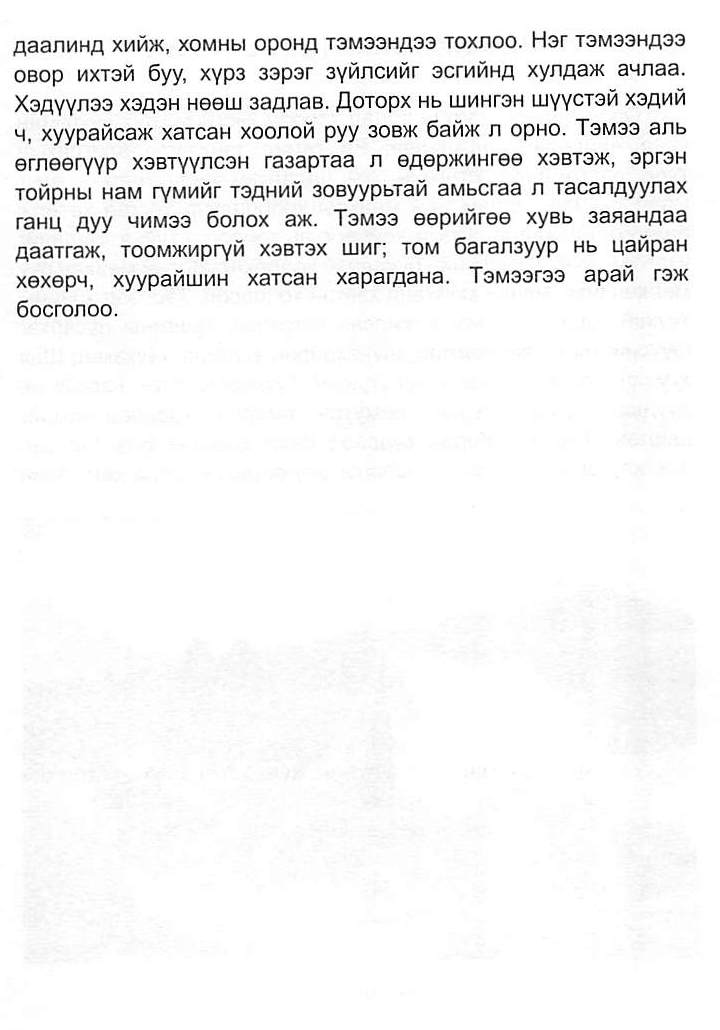 даалинд хийж, хомны оронд тэмээндээ тохлоо. Нэг тэмээндээ
овор ихтэй буу, хүрз зэрэг зүйлсийг эсгийнд хулдаж ачлаа.
Хэдүүлээ хэдэн нөөш задлав. Доторх нь шингэн шүүстэй хэдий
ч, хуурайсаж хатсан хоолой руу зовж байж л орно. Тэмээ аль
өглөөгүүр хэвтүүлсэн газартаа л өдөржингөө хэвтэж, эргэн
тойрны нам гүмийг тэдний зовуурьтай амьсгаа л тасалдуулах
ганц дуу чимээ болох аж. Тэмээ өөрийгөө хувь заяандаа
даатгаж, тоомжиргүй хэвтэх шиг; том багалзуур нь цайран
хөхөрч, хуурайшин хатсан харагдана. Тэмээгээ арай гэж
босголоо.